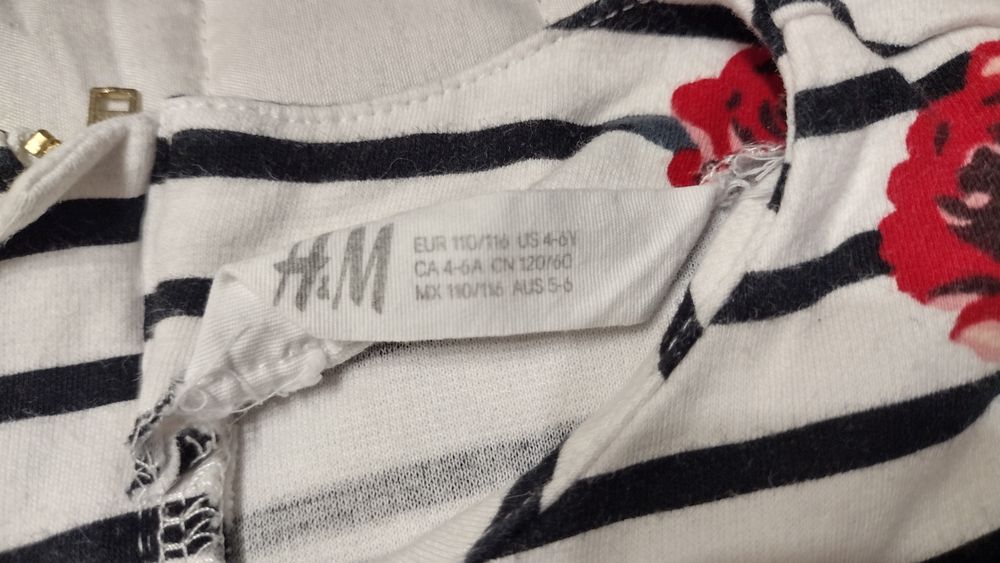 H&M
EUR 110/116 US 4-6Y
CA 4-6A CN 120/60
MX 110/116 AUS 5-6